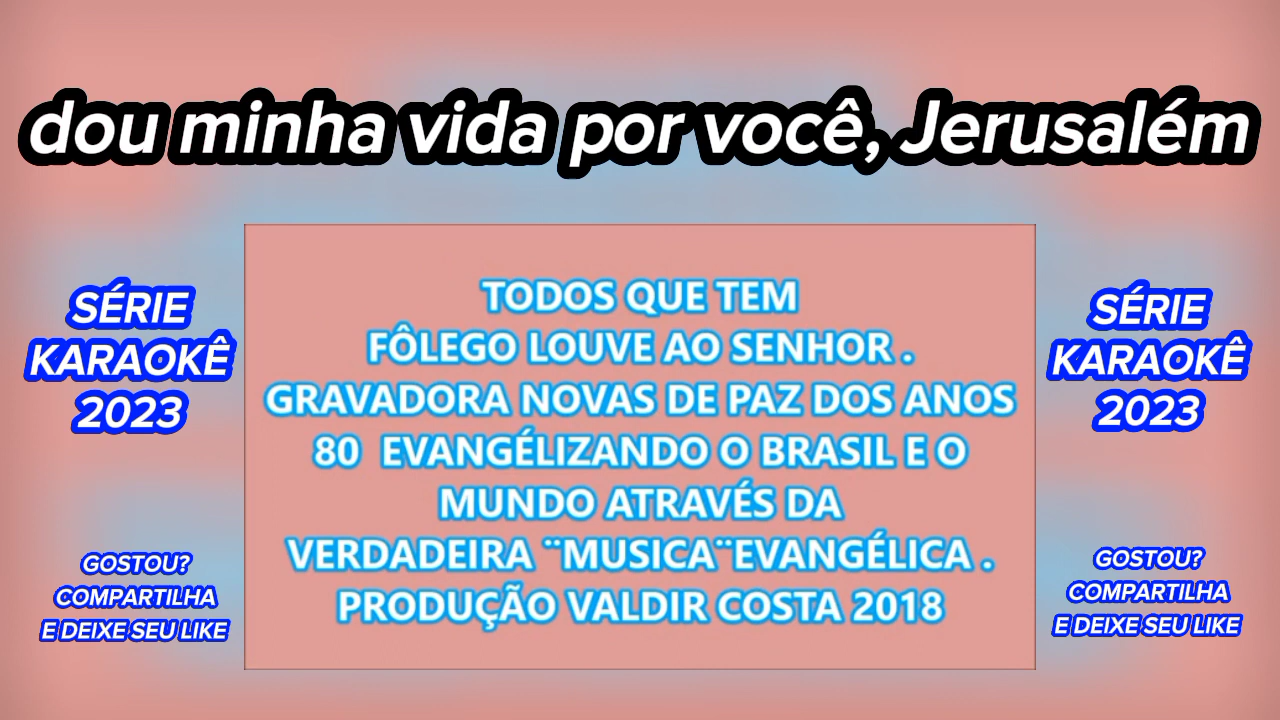 dou minha vida por você, Jerusalém
SÉRIE
KARAOKÊ
2023
GOSTOU?
COMPARTILHA
E DEIXE SEU LIKE
TODOS QUE TEM
FÔLEGO LOUVE AO SENHOR .
GRAVADORA NOVAS DE PAZ DOS ANOS
80  EVANGÉLIZANDO O BRASIL E O
MUNDO ATRAVÉS DA
VERDADEIRA ¨MUSICA¨EVANGÉLICA .
PRODUÇÃO VALDIR COSTA 2018
SÉRIE
KARAOKÊ
2023
GOSTOU?
COMPARTILHA
E DEIXE SEU LIKE